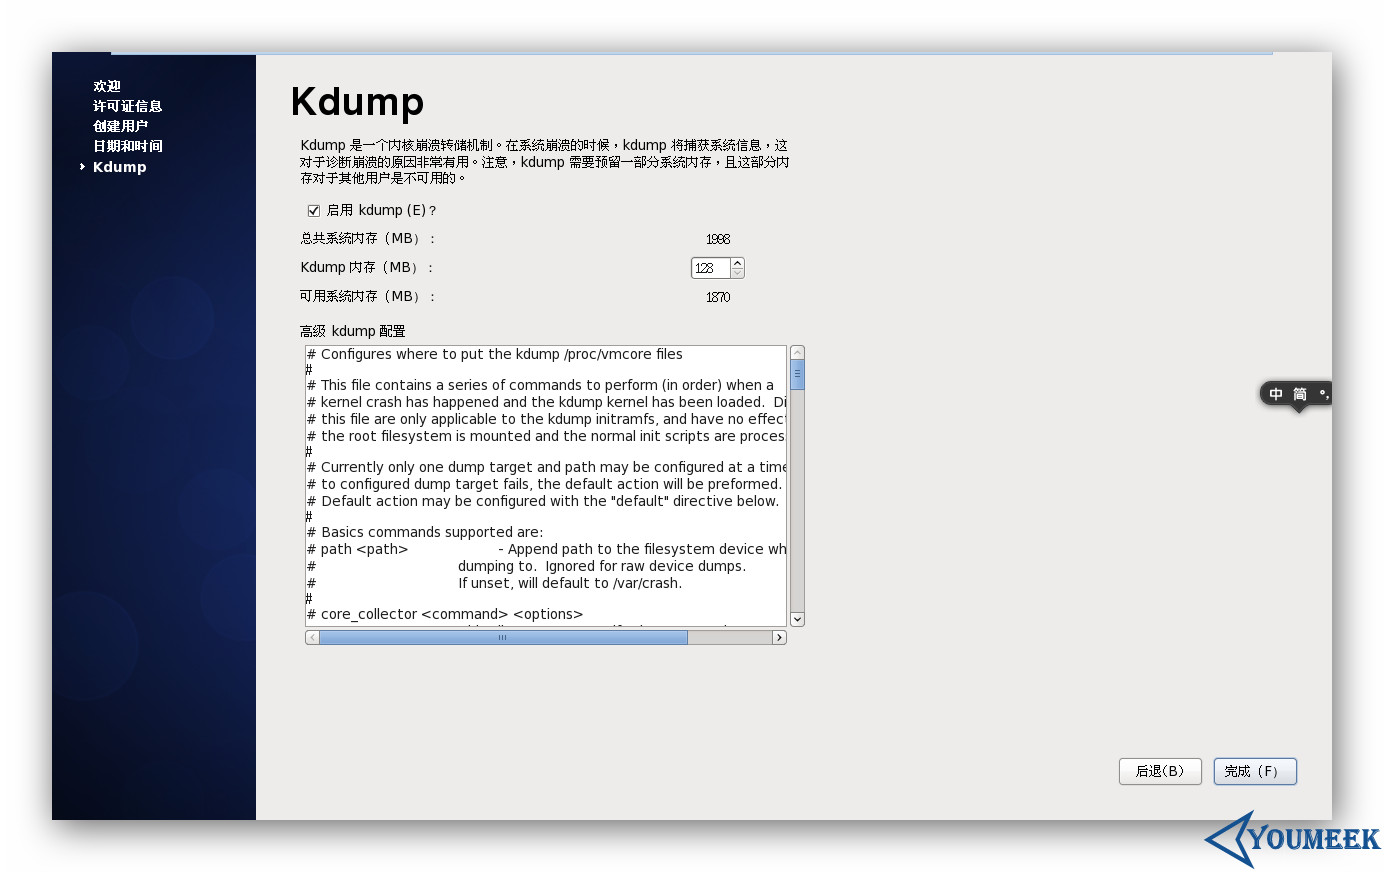 欢迎
许可证信息
创建用户
日期和时间
Kdump
Kdump
Kdump 是一个内核崩溃转储机制。在系统崩溃的时候，kdump 将捕获系统信息，这
对于诊断崩溃的原因非常有用。注意，kdump 需要预留一部分系统内存，且这部分内
存对于其他用户是不可用的。
启用 kdump (E)？
总共系统内存（MB）： 1998
Kdump 内存（MB）： 128
可用系统内存（MB）： 1870
高级 kdump 配置
# Configures where to put the kdump /proc/vmcore files
#
# This file contains a series of commands to perform (in order) when a
# kernel crash has happened and the kdump kernel has been loaded.  Di
# this file are only applicable to the kdump initramfs, and have no effect
# the root filesystem is mounted and the normal init scripts are proces
#
# Currently only one dump target and path may be configured at a time
# to configured dump target fails, the default action will be preformed.
# Default action may be configured with the "default" directive below.
#
# Basics commands supported are:
# path <path> - Append path to the filesystem device wh
# dumping to.  Ignored for raw device dumps.
# If unset, will default to /var/crash.
#
# core_collector <command> <options>
中 简 °,
后退(B) 完成（F）
YOUMEEK